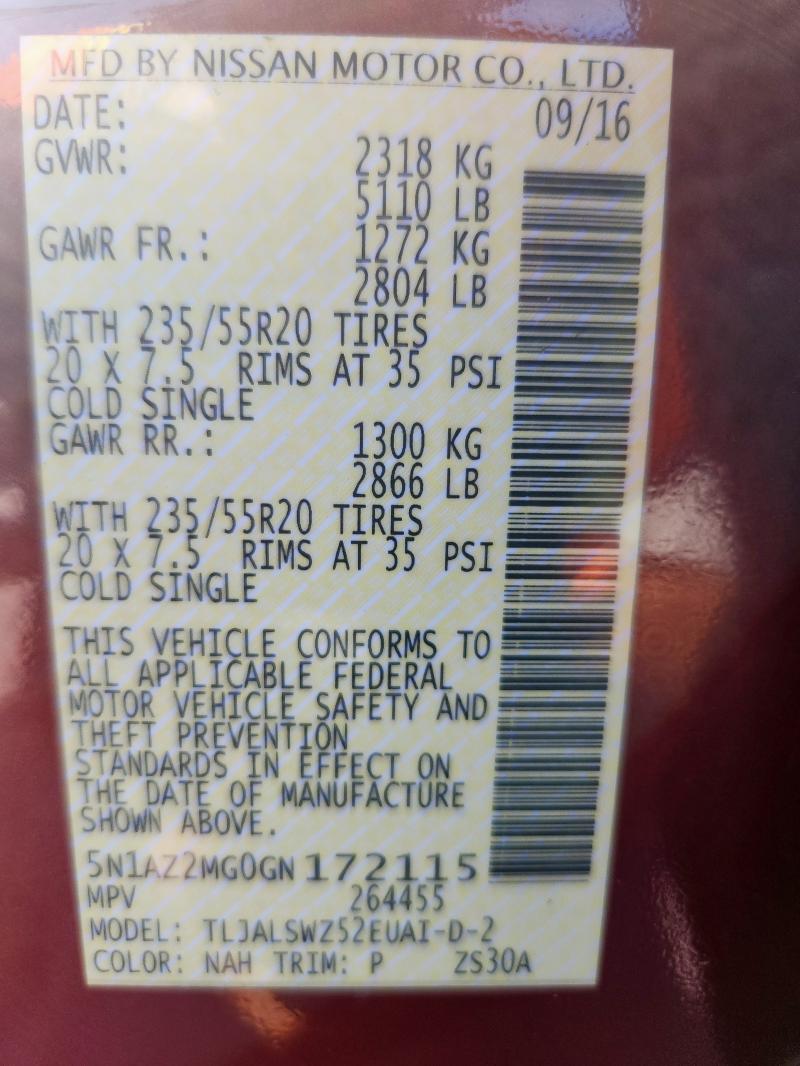 MFD BY NISSAN MOTOR CO., LTD.
DATE: 09/16
GVWR: 2318 KG
5110 LB
GAWR FR.: 1272 KG
2804 LB
WITH 235/55R20 TIRES
20 X 7.5 RIMS AT 35 PSI
COLD SINGLE
GAWR RR.: 1300 KG
2866 LB
WITH 235/55R20 TIRES
20 X 7.5 RIMS AT 35 PSI
COLD SINGLE
THIS VEHICLE CONFORMS TO
ALL APPLICABLE FEDERAL
MOTOR VEHICLE SAFETY AND
THEFT PREVENTION
STANDARDS IN EFFECT ON
THE DATE OF MANUFACTURE
SHOWN ABOVE.
5N1AZ2MG0GN172115
MPV 264455
MODEL: TLJALSWZ52EUAI-D-2
COLOR: NAH TRIM: P ZS30A